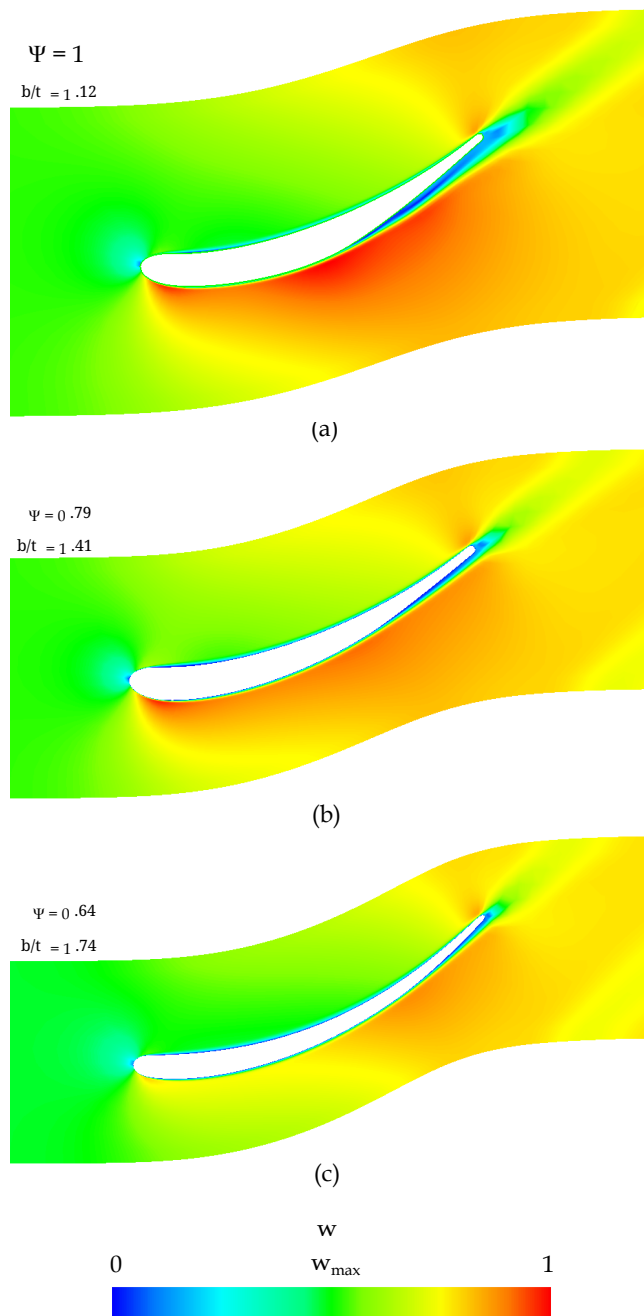 Ψ = 1
b/t = 1 .12
(a)
Ψ = 0 .79
b/t = 1 .41
(b)
Ψ = 0 .64
b/t = 1 .74
(c)
w
0 w_max 1